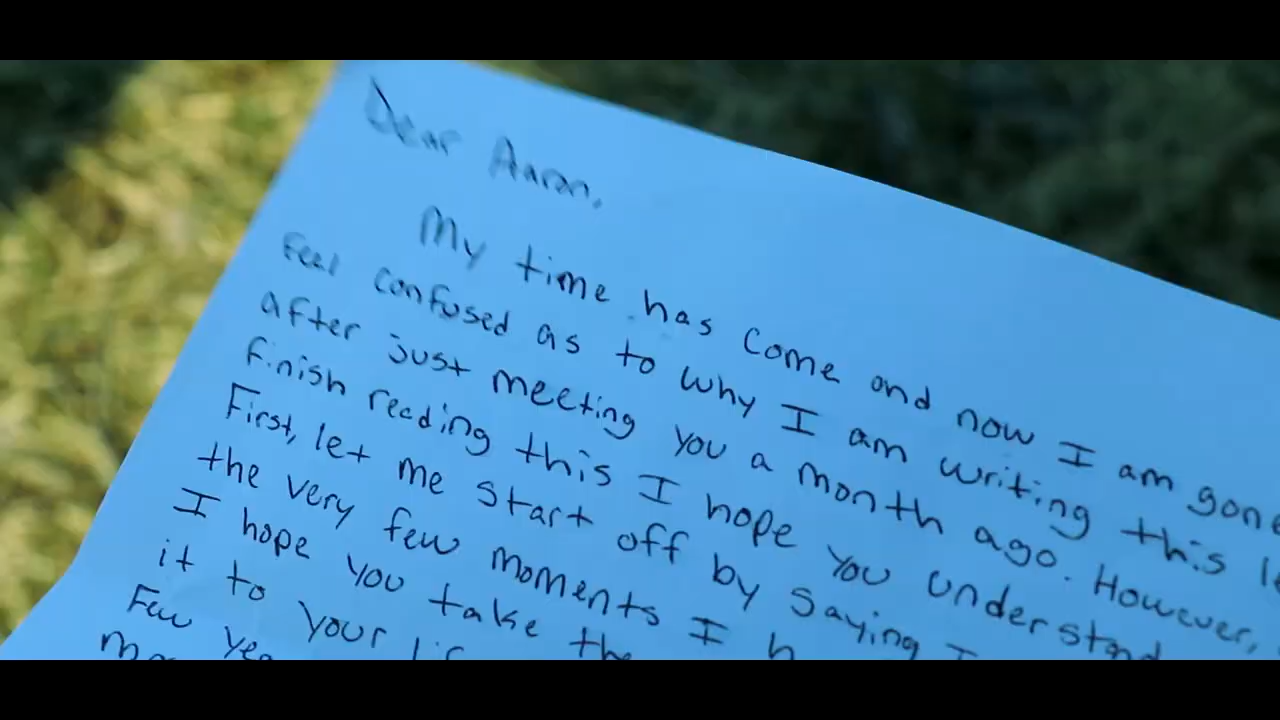 Dear Aaron,
My time has come and now I am gone
feel confused as to why I am writing this
after just meeting you a month ago. However,
finish reading this I hope you understand
First, let me start off by saying I
the very few moments I
I hope you take
it to your
Few